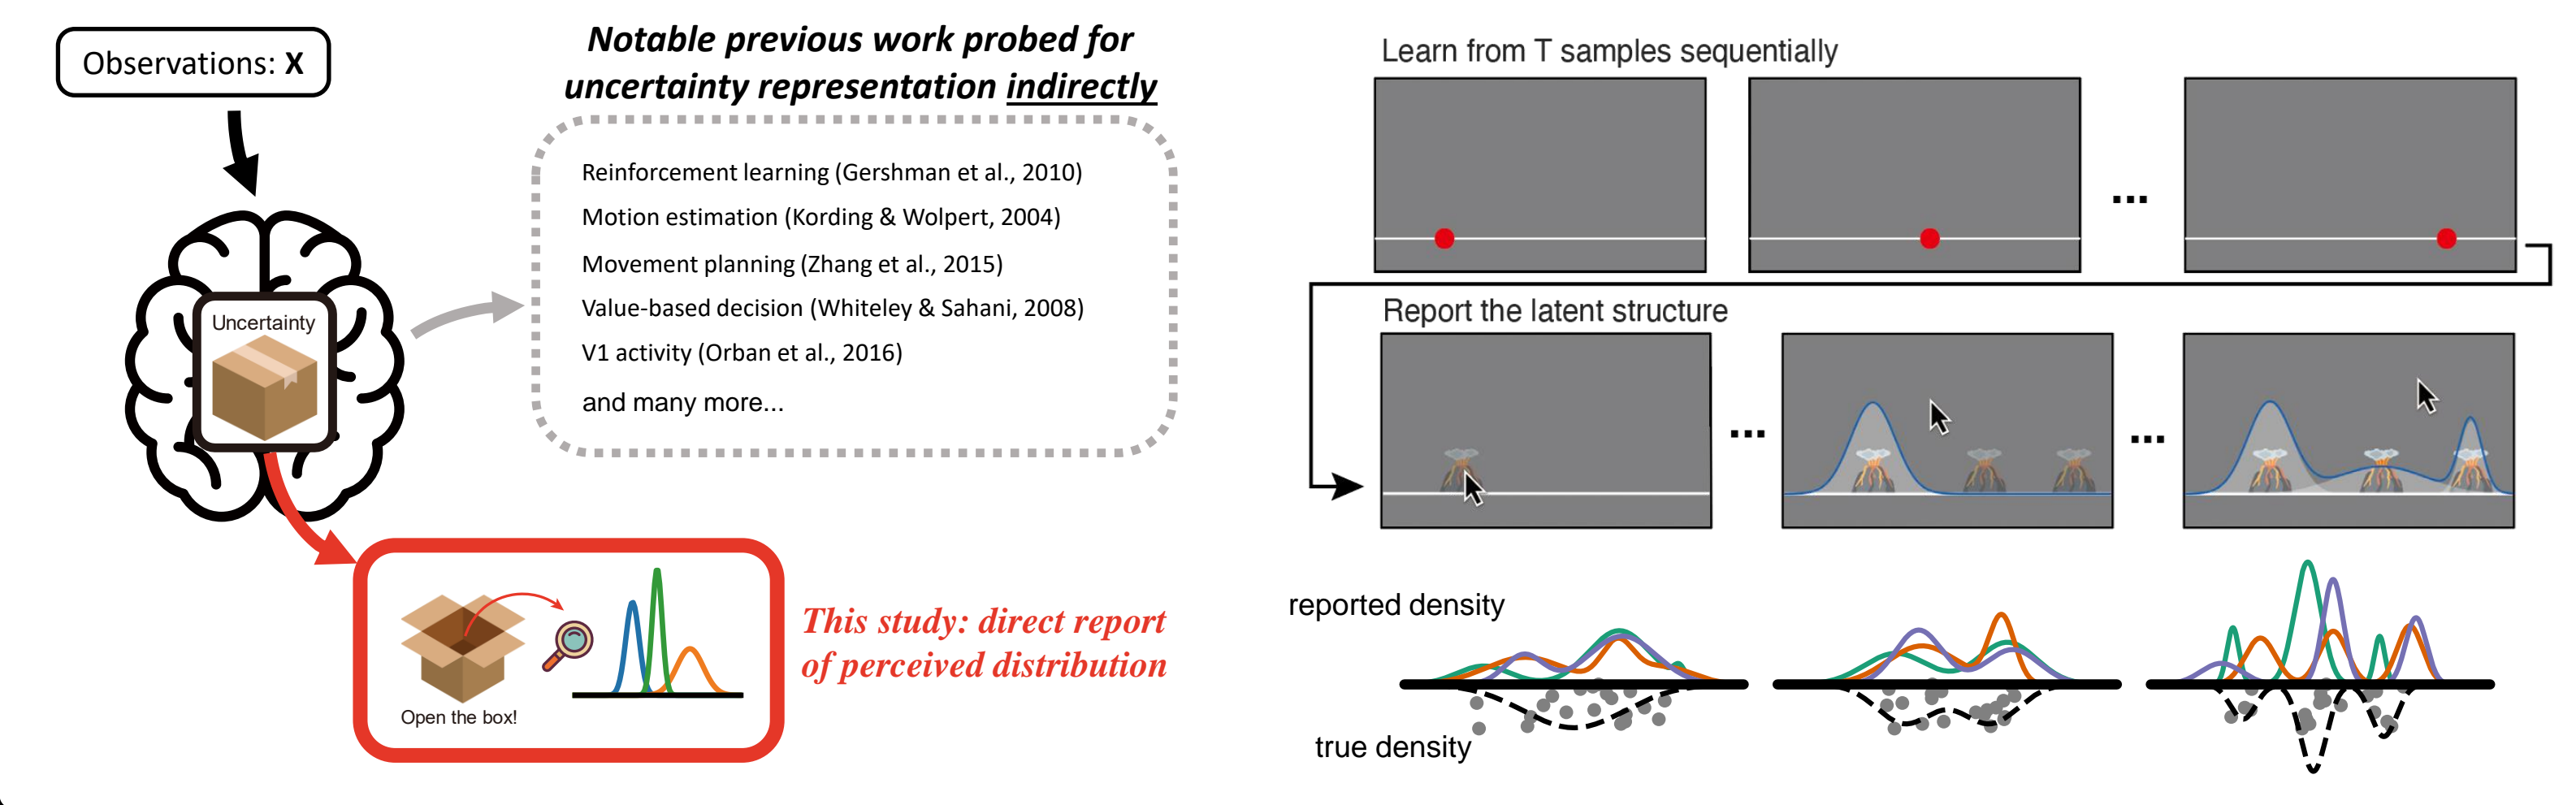 Observations: X
Notable previous work probed for
uncertainty representation indirectly
Reinforcement learning (Gershman et al., 2010)
Motion estimation (Kording & Wolpert, 2004)
Movement planning (Zhang et al., 2015)
Value-based decision (Whiteley & Sahani, 2008)
V1 activity (Orban et al., 2016)
and many more...
Uncertainty
Open the box!
This study: direct report
of perceived distribution
Learn from T samples sequentially
...
Report the latent structure
...
...
reported density
true density